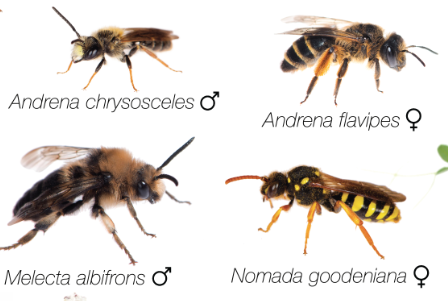 Andrena chrysosceles ♂
Andrena flavipes ♀
Melecta albifrons ♂
Nomada goodeniana ♀